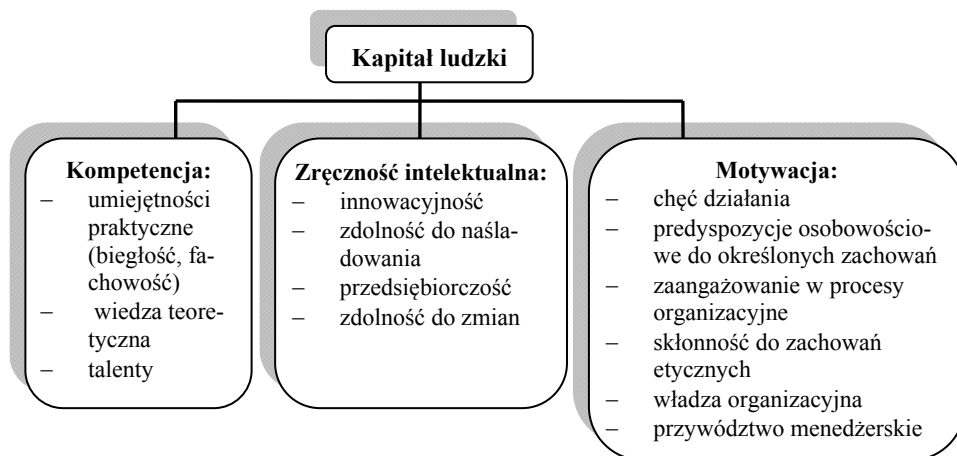 Kapitał ludzki
Kompetencja:
– umiejętności
praktyczne
(biegłość, fa-
chowość)
– wiedza teore-
tyczna
– talenty
Zręczność intelektualna:
– innowacyjność
– zdolność do naśla-
dowania
– przedsiębiorczość
– zdolność do zmian
Motywacja:
– chęć działania
– predyspozycje osobowościo-
we do określonych zachowań
– zaangażowanie w procesy
organizacyjne
– skłonność do zachowań
etycznych
– władza organizacyjna
– przywództwo menedżerskie